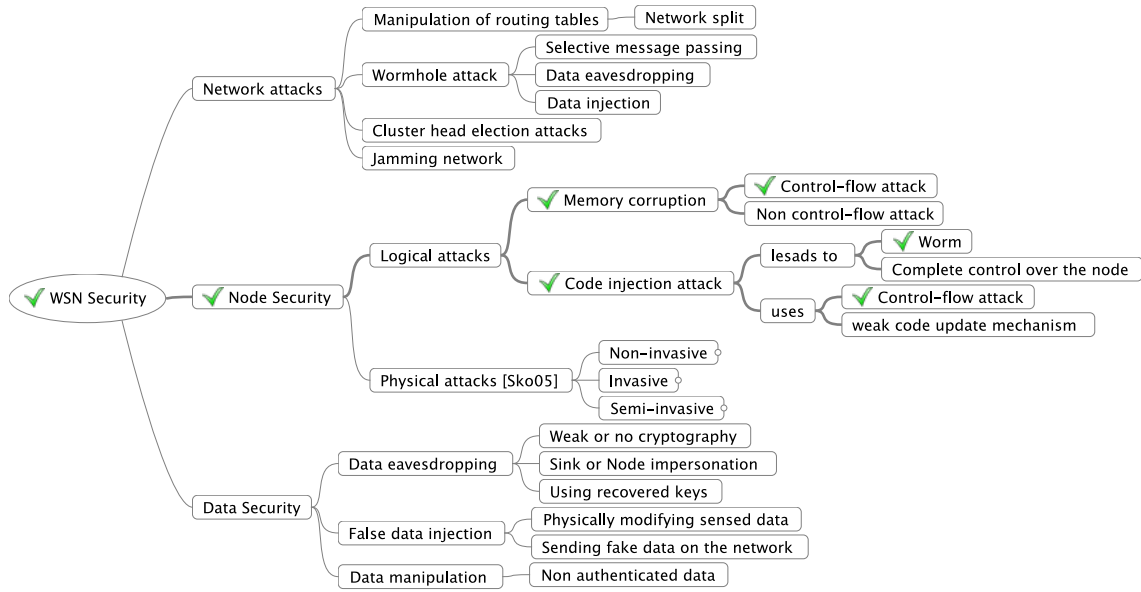 WSN Security
Network attacks
Manipulation of routing tables
Network split
Wormhole attack
Selective message passing
Data eavesdropping
Data injection
Cluster head election attacks
Jamming network
Node Security
Logical attacks
Memory corruption
Control-flow attack
Non control-flow attack
Code injection attack
lesads to
Worm
Complete control over the node
uses
Control-flow attack
weak code update mechanism
Physical attacks [Sko05]
Non-invasive
Invasive
Semi-invasive
Data Security
Data eavesdropping
Weak or no cryptography
Sink or Node impersonation
Using recovered keys
False data injection
Physically modifying sensed data
Sending fake data on the network
Data manipulation
Non authenticated data